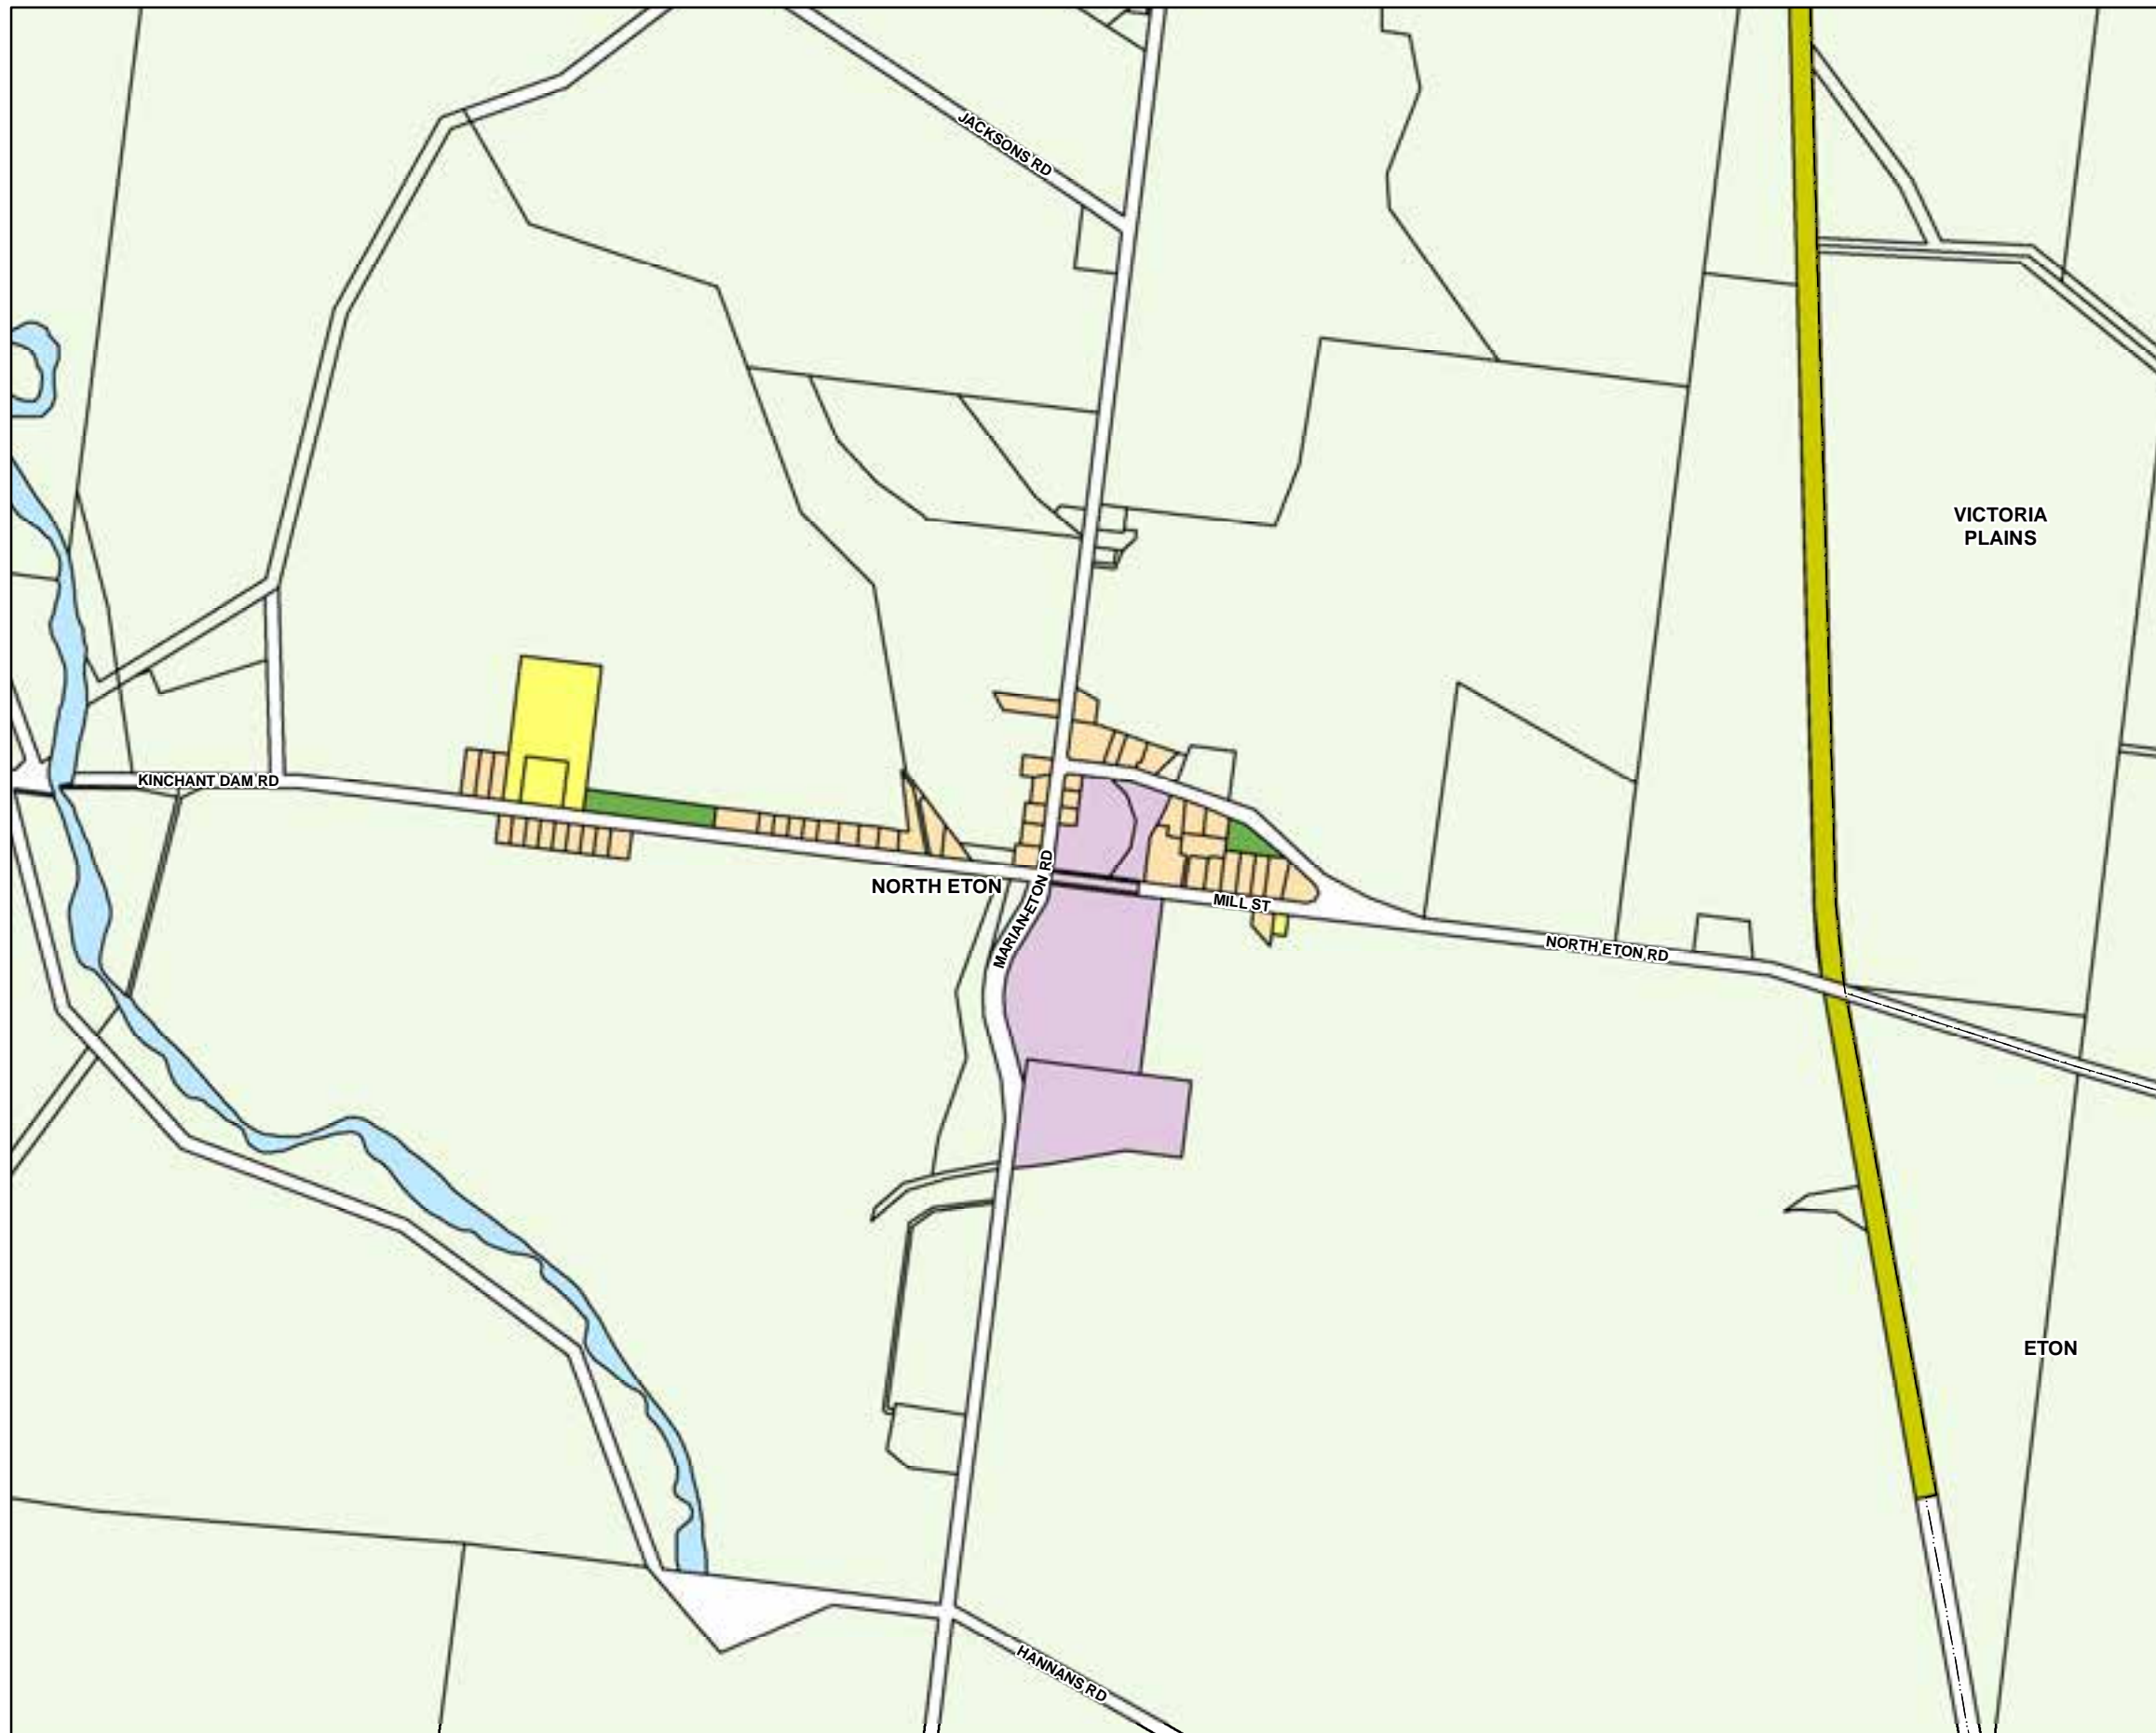 JACKSONS RD
VICTORIA
PLAINS
KINCHANT DAM RD
NORTH ETON
MARIAN-ETON RD
MILL ST
NORTH ETON RD
ETON
HANNANS RD